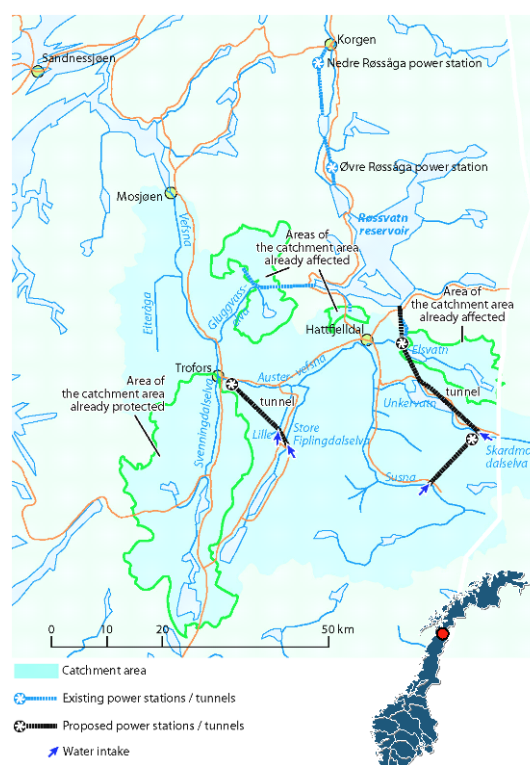 Korgen
Sandnessjøen
Nedre Røssåga power station
Øvre Røssåga power station
Mosjøen
Vefsna
Røssvatn
reservoir
Areas of
the catchment area
already affected
Area of
the catchment area
already affected
Eiteråga
Gluggvass-
elva
Hattfjelldal
Elsvatn
Trofors
Auster-vefsna
Area of
the catchment area
already protected
tunnel
tunnel
Unkervatn
Svenningdalselva
Lille
Store
Fiplingdalselva
Skardmo
dalselva
Susna
0 10 20 50 km
Catchment area
Existing power stations / tunnels
Proposed power stations / tunnels
Water intake